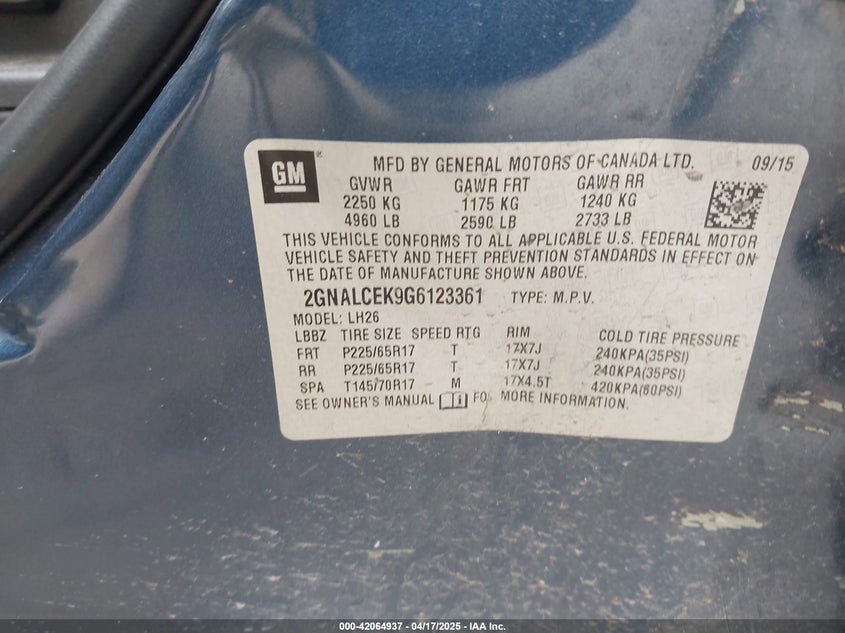 GM ® MFD BY GENERAL MOTORS OF CANADA LTD. 09/15
GVWR GAWR FRT GAWR RR
2250 KG 1175 KG 1240 KG
4960 LB 2590 LB 2733 LB
THIS VEHICLE CONFORMS TO ALL APPLICABLE U.S. FEDERAL MOTOR
VEHICLE SAFETY AND THEFT PREVENTION STANDARDS IN EFFECT ON
THE DATE OF MANUFACTURE SHOWN ABOVE.
2GNALCEK9G6123361 TYPE: M.P.V.
MODEL: LH26
LBBZ TIRE SIZE SPEED RTG RIM COLD TIRE PRESSURE
FRT P225/65R17 T 17X7J 240KPA(35PSI)
RR P225/65R17 T 17X7J 240KPA(35PSI)
SPA T145/70R17 M 17X4.5T 420KPA(60PSI)
SEE OWNER'S MANUAL i FO MORE INFORMATION.
000-42064937 - 04/17/2025 - IAA Inc.